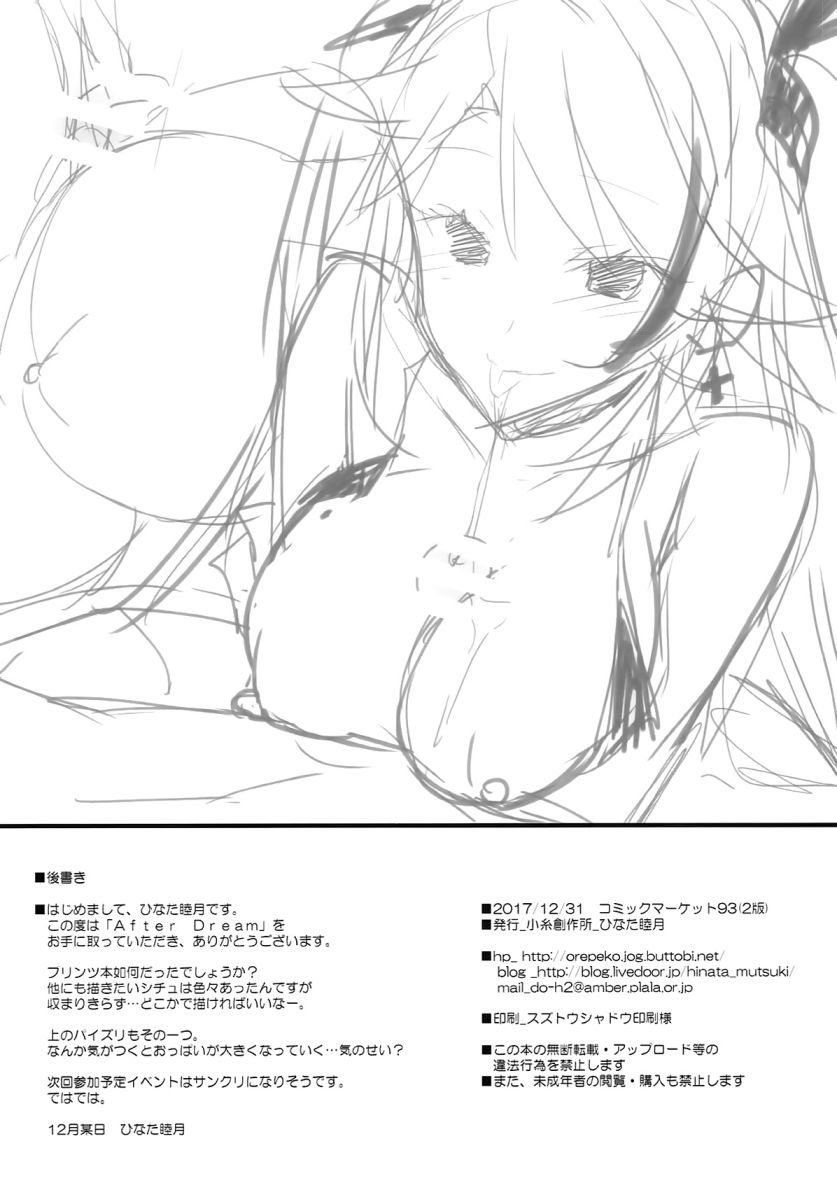 ■後書き
■はじめまして、ひなた睦月です。
この度は「Ａｆｔｅｒ　Ｄｒｅａｍ」を
お手に取っていただき、ありがとうございます。
プリンツ本如何だったでしょうか？
他にも描きたいシチュは色々あったんですが
収まりきらず…どこかで描ければいいなー。
上のパイズリもその一つ。
なんか気がつくとおっぱいが大きくなっていく…気のせい？
次回参加予定イベントはサンクリになりそうです。
ではでは。
12月某日　ひなた睦月
■2017/12/31　コミックマーケット93(2版)
■発行_小糸創作所_ひなた睦月
■hp_ http://orepeko.jog.buttobi.net/
blog _http://blog.livedoor.jp/hinata_mutsuki/
mail_do-h2@amber.plala.or.jp
■印刷_スズトウシャドウ印刷様
■この本の無断転載・アップロード等の
違法行為を禁止します
■また、未成年者の閲覧・購入も禁止します